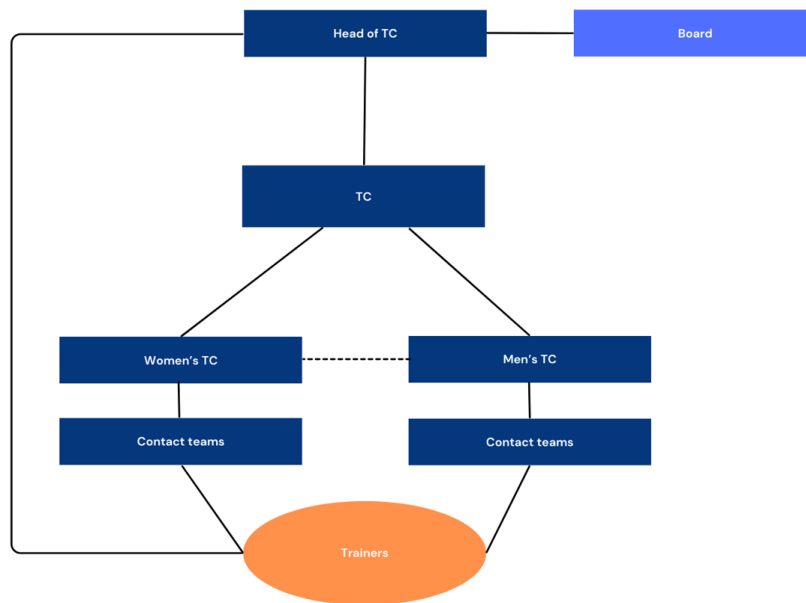 Head of TC
Board
TC
Women's TC
Men's TC
Contact teams
Contact teams
Trainers